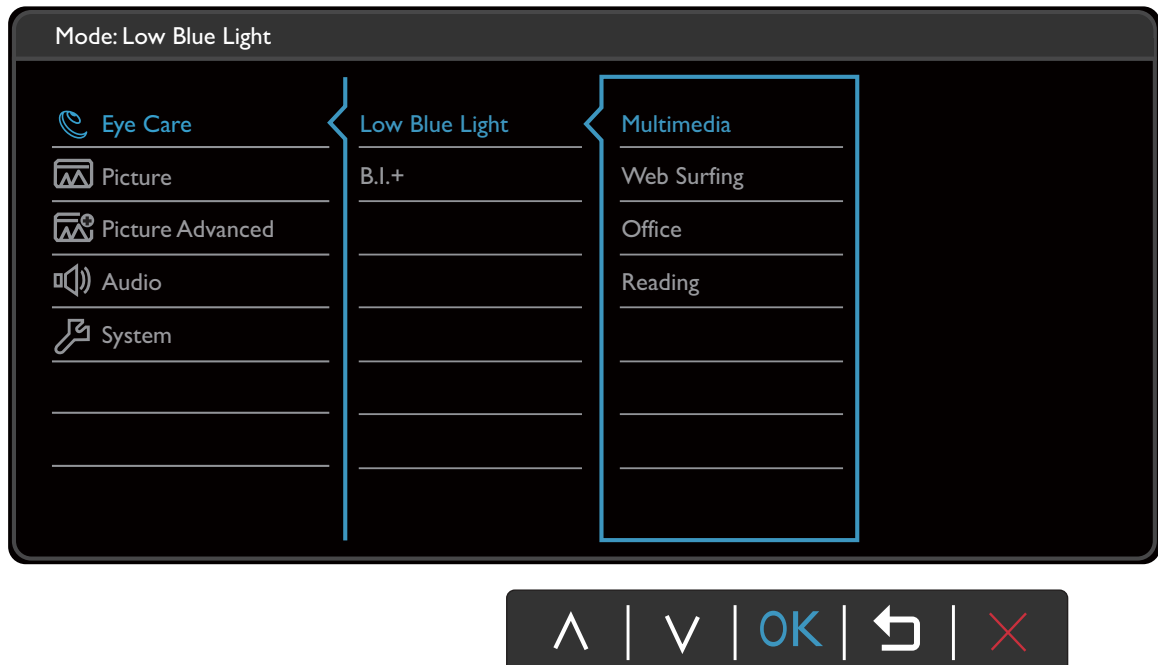 Mode: Low Blue Light
Eye Care
Picture
Picture Advanced
Audio
System
Low Blue Light
B.I.+
Multimedia
Web Surfing
Office
Reading
OK